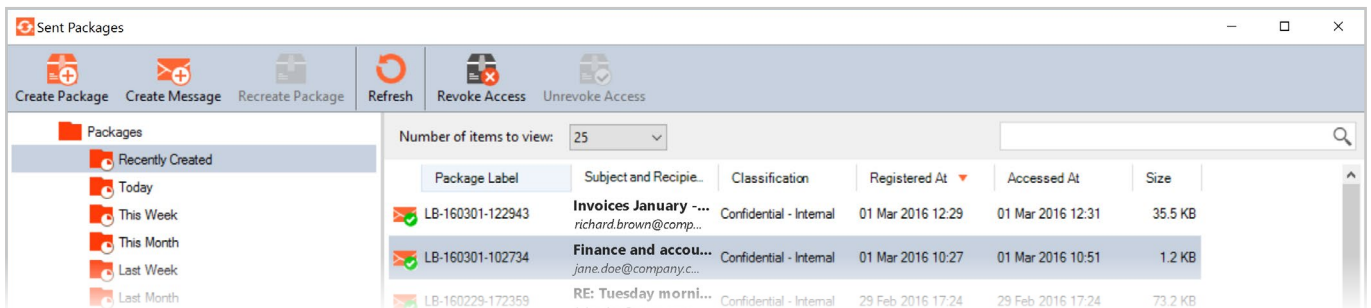 Sent Packages
Create Package Create Message Recreate Package Refresh Revoke Access Unrevoke Access
Packages
Recently Created
Today
This Week
This Month
Last Week
Last Month
Number of items to view: 25
Package Label Subject and Recipie... Classification Registered At Accessed At Size
LB-160301-122943 Invoices January -... Confidential - Internal 01 Mar 2016 12:29 01 Mar 2016 12:31 35.5 KB
richard.brown@comp...
LB-160301-102734 Finance and accou... Confidential - Internal 01 Mar 2016 10:27 01 Mar 2016 10:51 1.2 KB
jane.doe@company.c...
LB-160229-172359 RE: Tuesday morni... Confidential - Internal 29 Feb 2016 17:24 29 Feb 2016 17:24 73.2 KB